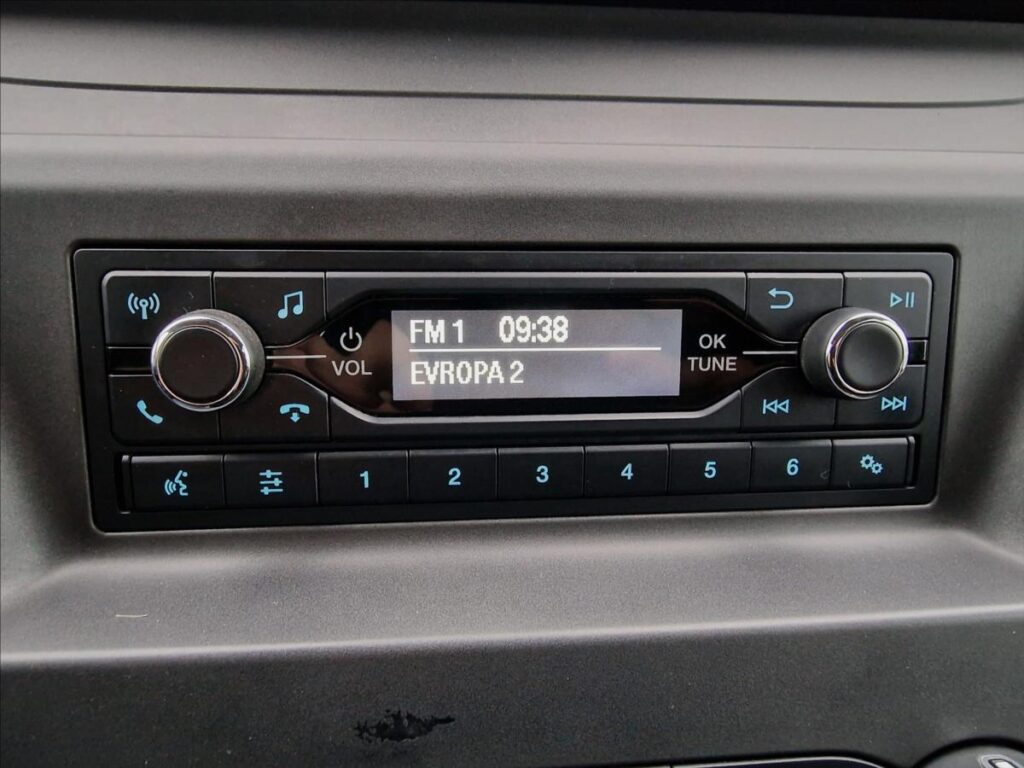 FM 1 09:38
EVROPA 2
VOL
OK
TUNE
1 2 3 4 5 6